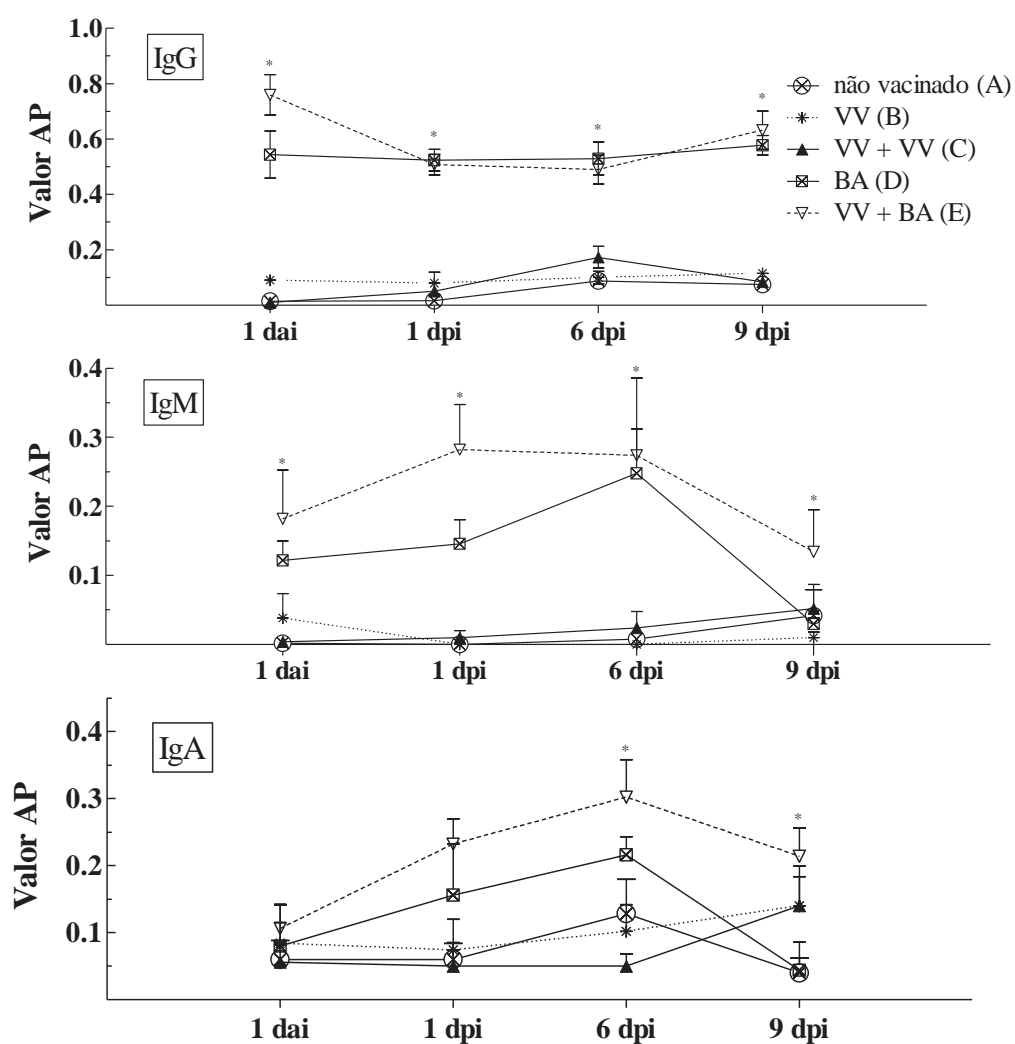 1.0
IgG
*
*
*
*
0.8
0.6
0.4
0.2
Valor AP
não vacinado (A)
VV (B)
VV + VV (C)
BA (D)
VV + BA (E)
1 dai
1 dpi
6 dpi
9 dpi
0.4
IgM
*
*
*
*
0.3
0.2
0.1
Valor AP
1 dai
1 dpi
6 dpi
9 dpi
0.4
IgA
*
*
0.3
0.2
0.1
Valor AP
1 dai
1 dpi
6 dpi
9 dpi